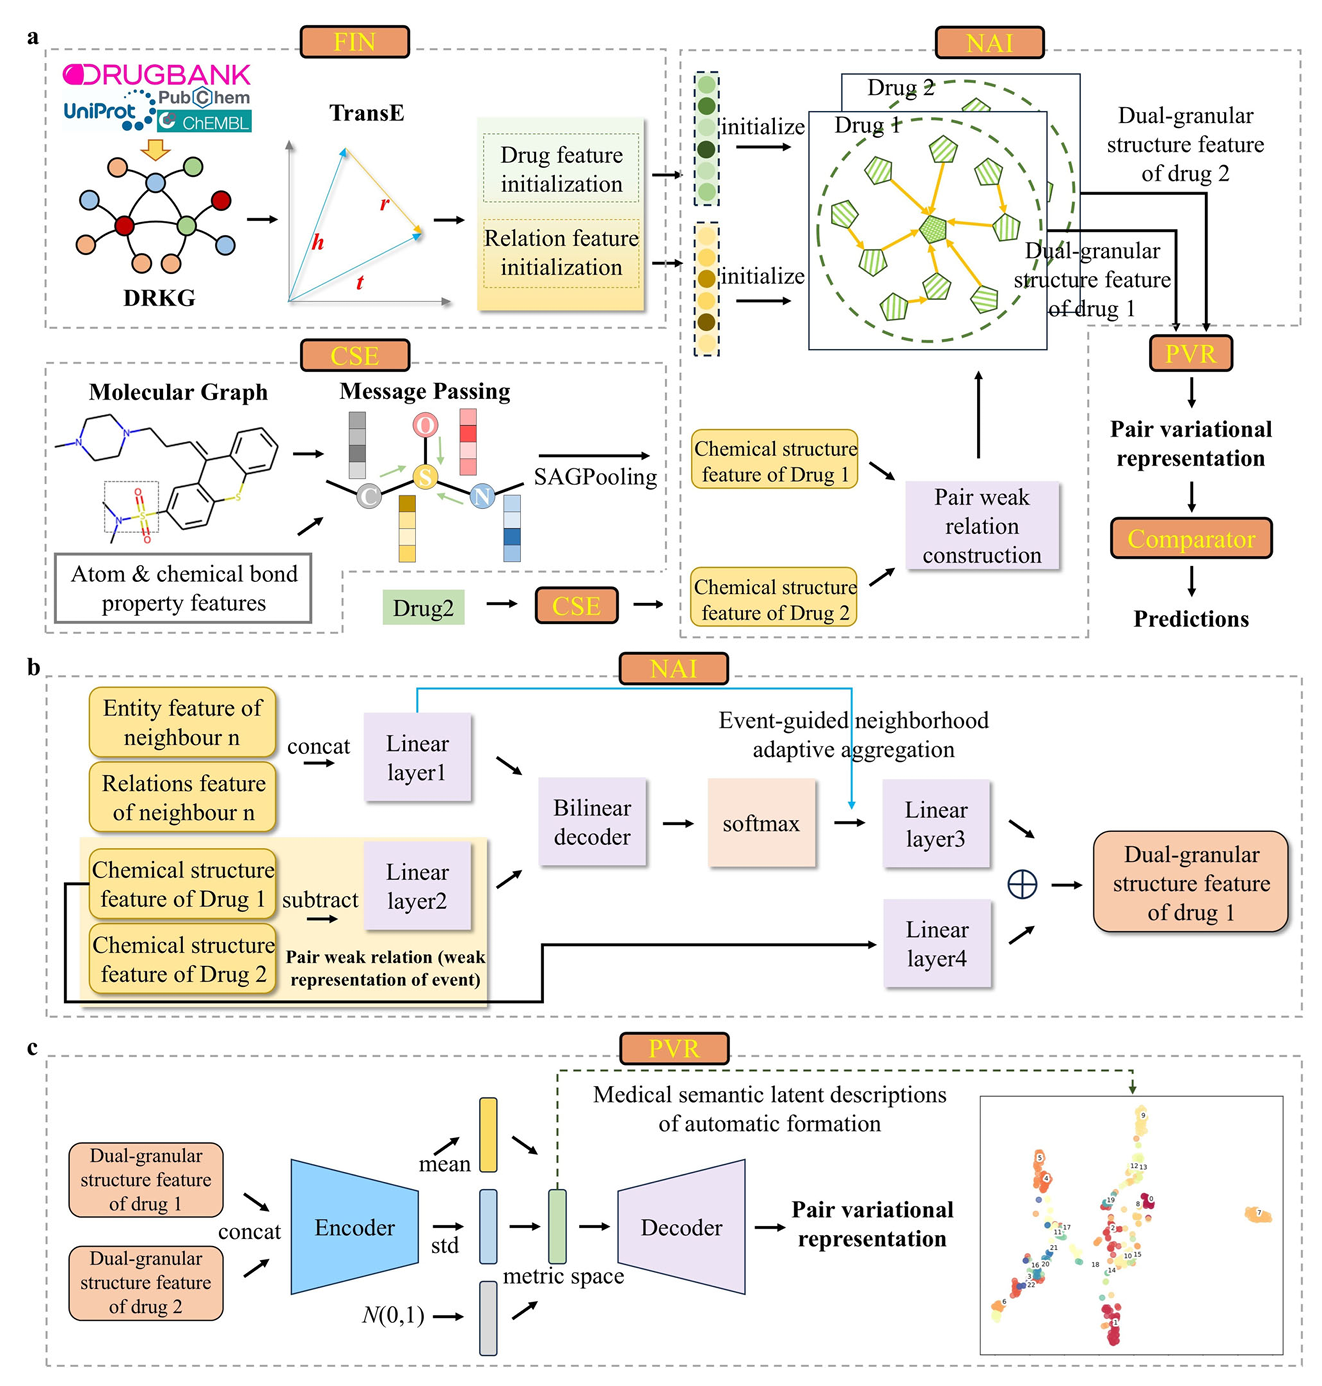 a
FIN
NAI
DRUGBANK
UniProt
PubChem
ChEMBL
TransE
h
r
t
DRKG
Drug feature
initialization
Relation feature
initialization
initialize
initialize
Drug 2
Drug 1
Dual-granular
structure feature
of drug 2
Dual-granular
structure feature
of drug 1
PVR
Pair variational
representation
Comparator
Predictions
CSE
Molecular Graph
Message Passing
N
N
S
O
S
O
N
O
C
S
N
SAGPooling
Atom & chemical bond
property features
Drug2
CSE
Chemical structure
feature of Drug 1
Chemical structure
feature of Drug 2
Pair weak
relation
construction
b
NAI
Entity feature of
neighbour n
Relations feature
of neighbour n
concat
Linear
layer1
Event-guided neighborhood
adaptive aggregation
Bilinear
decoder
softmax
Linear
layer3
Chemical structure
feature of Drug 1
Chemical structure
feature of Drug 2
subtract
Linear
layer2
Pair weak relation (weak
representation of event)
Linear
layer4
Dual-granular
structure feature
of drug 1
c
PVR
Dual-granular
structure feature
of drug 1
Dual-granular
structure feature
of drug 2
concat
Encoder
mean
std
N(0,1)
metric space
Medical semantic latent descriptions
of automatic formation
Decoder
Pair variational
representation
9
5
12 13
4
19
8
0
7
2
11
17
21
10 15
16 20
18
14
3
22
6
1